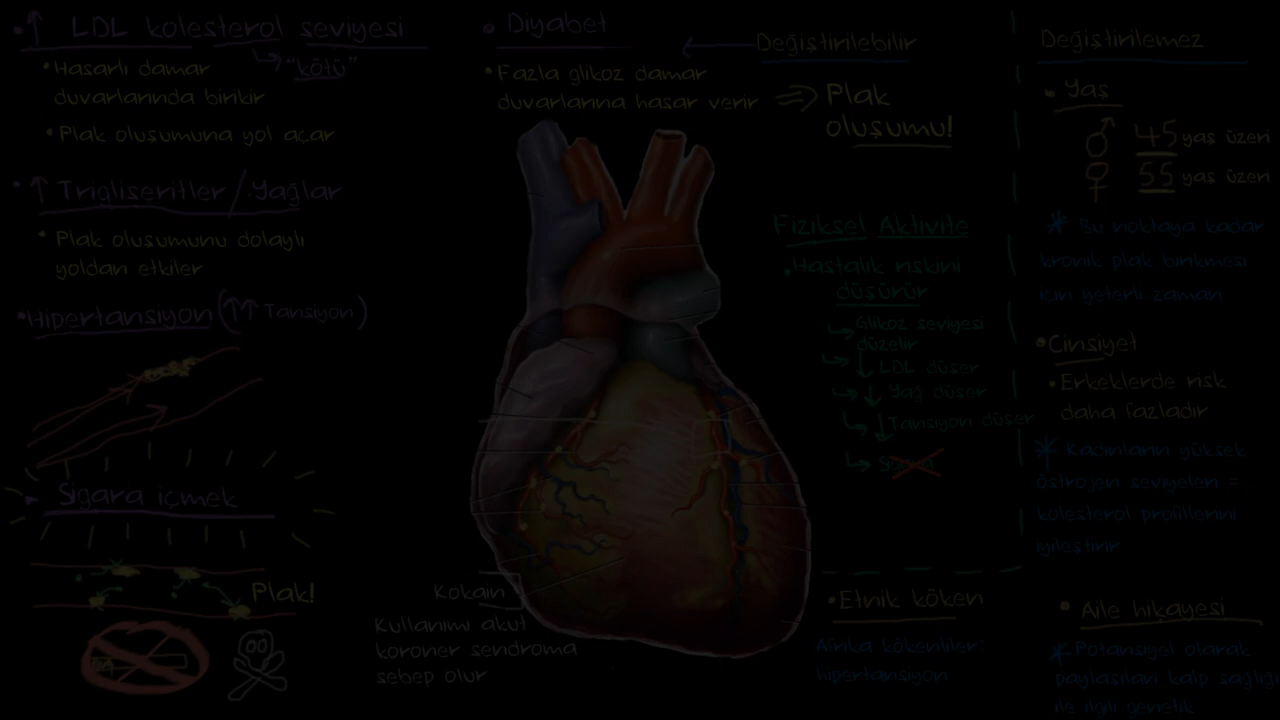 ↑ LDL kolesterol seviyesi
"kötü"
Hasarlı damar
duvarlarında birikir
Plak oluşumuna yol açar
↑ Trigliseritler / Yağlar
Plak oluşumunu dolaylı
yoldan etkiler
Hipertansiyon (↑↑ Tansiyon)
Sigara içmek
Plak!
Diyabet
Fazla glikoz damar
duvarlarına hasar verir
Kokain
Kullanımı akut
koroner sendroma
sebep olur
Değiştirilebilir
Plak
oluşumu!
Fiziksel Aktivite
Hastalık riskini
düşürür
Glikoz seviyesi
düzelir
↓ LDL düşer
↓ Yağ düşer
↓ Tansiyon düşer
Etnik köken
Afrika kökenliler:
hipertansiyon
Değiştirilemez
Yaş
♂ 45 yaş üzeri
♀ 55 yaş üzeri
* Bu noktaya kadar
kronik plak birikmesi
için yeterli zaman
Cinsiyet
Erkeklerde risk
daha fazladır
* Kadınların yüksek
östrojen seviyeleri =
kolesterol profillerini
iyileştirir
Aile hikayesi
* Potansiyel olarak
paylaşılan kalp sağlığı
ile ilgili genetik